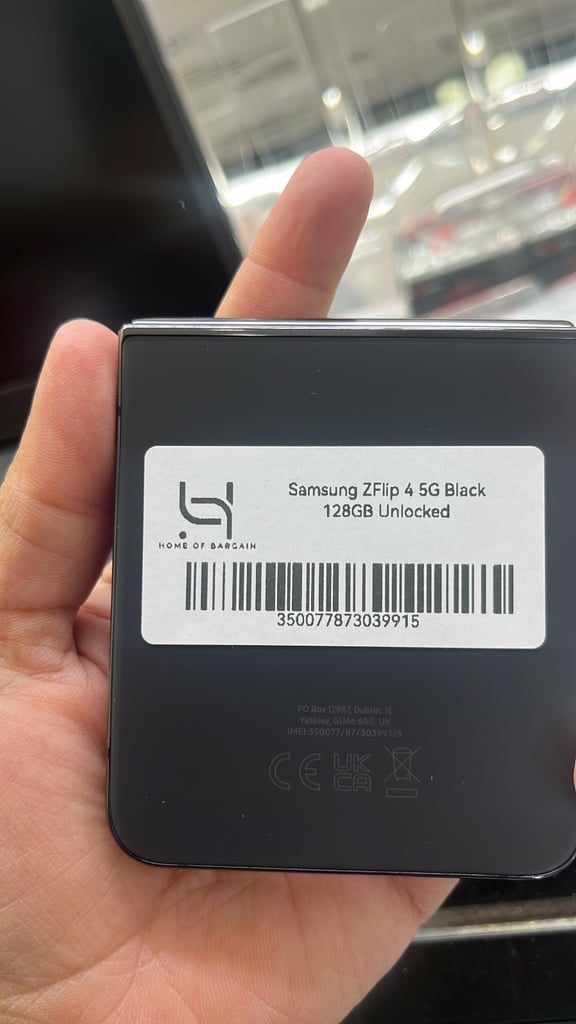 Samsung ZFlip 4 5G Black
128GB Unlocked
HOME OF BARGAIN
350077873039915
PO Box 12987, Dublin, IE
Yateley, GU46 6GG, UK
IMEI:350077/87/303991/5
CE
UK
CA